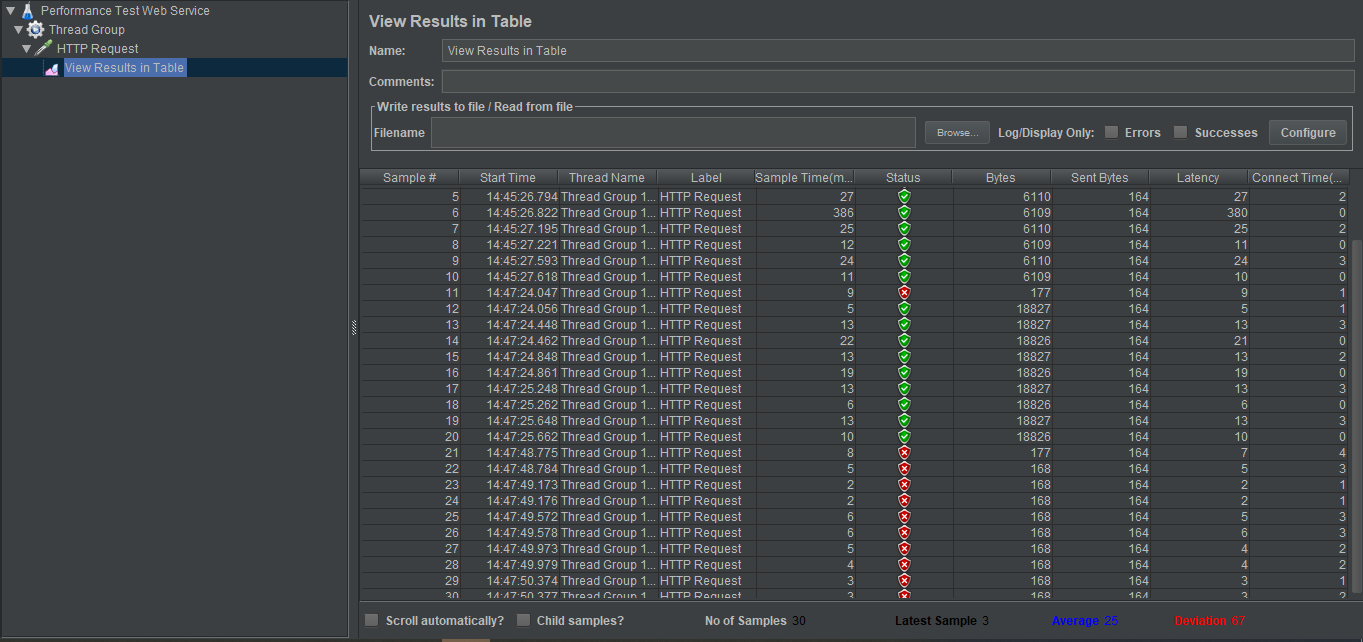 Performance Test Web Service
Thread Group
HTTP Request
View Results in Table
View Results in Table
Name: View Results in Table
Comments:
Write results to file / Read from file
Filename Browse... Log/Display Only: Errors Successes Configure
Sample # Start Time Thread Name Label Sample Time(m... Status Bytes Sent Bytes Latency Connect Time(...
5 14:45:26.794 Thread Group 1... HTTP Request 27 6110 164 27 2
6 14:45:26.822 Thread Group 1... HTTP Request 386 6109 164 380 0
7 14:45:27.195 Thread Group 1... HTTP Request 25 6110 164 25 2
8 14:45:27.221 Thread Group 1... HTTP Request 12 6109 164 11 0
9 14:45:27.593 Thread Group 1... HTTP Request 24 6110 164 24 3
10 14:45:27.618 Thread Group 1... HTTP Request 11 6109 164 10 0
11 14:47:24.047 Thread Group 1... HTTP Request 9 177 164 9 1
12 14:47:24.056 Thread Group 1... HTTP Request 5 18827 164 5 1
13 14:47:24.448 Thread Group 1... HTTP Request 13 18827 164 13 3
14 14:47:24.462 Thread Group 1... HTTP Request 22 18826 164 21 0
15 14:47:24.848 Thread Group 1... HTTP Request 13 18827 164 13 2
16 14:47:24.861 Thread Group 1... HTTP Request 19 18826 164 19 0
17 14:47:25.248 Thread Group 1... HTTP Request 13 18827 164 13 3
18 14:47:25.262 Thread Group 1... HTTP Request 6 18826 164 6 0
19 14:47:25.648 Thread Group 1... HTTP Request 13 18827 164 13 3
20 14:47:25.662 Thread Group 1... HTTP Request 10 18826 164 10 0
21 14:47:48.775 Thread Group 1... HTTP Request 8 177 164 7 4
22 14:47:48.784 Thread Group 1... HTTP Request 5 168 164 5 3
23 14:47:49.173 Thread Group 1... HTTP Request 2 168 164 2 1
24 14:47:49.176 Thread Group 1... HTTP Request 2 168 164 2 1
25 14:47:49.572 Thread Group 1... HTTP Request 6 168 164 5 3
26 14:47:49.578 Thread Group 1... HTTP Request 6 168 164 6 3
27 14:47:49.973 Thread Group 1... HTTP Request 5 168 164 4 2
28 14:47:49.979 Thread Group 1... HTTP Request 4 168 164 4 2
29 14:47:50.374 Thread Group 1... HTTP Request 3 168 164 3 1
30 14:47:50.377 Thread Group 1... HTTP Request 3 168 164 3 2
Scroll automatically? Child samples? No of Samples 30 Latest Sample 3 Average 25 Deviation 67